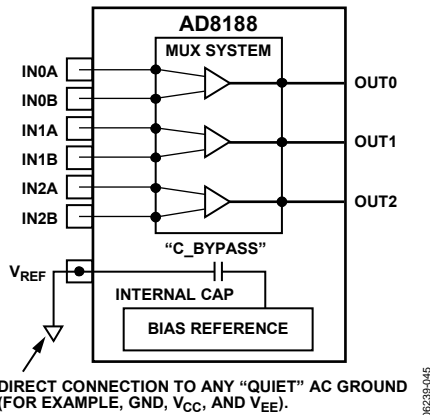 AD8188
MUX SYSTEM
IN0A
IN0B
IN1A
IN1B
IN2A
IN2B
OUT0
OUT1
OUT2
"C_BYPASS"
VREF
INTERNAL CAP
BIAS REFERENCE
DIRECT CONNECTION TO ANY "QUIET" AC GROUND
(FOR EXAMPLE, GND, VCC, AND VEE).
06239-045